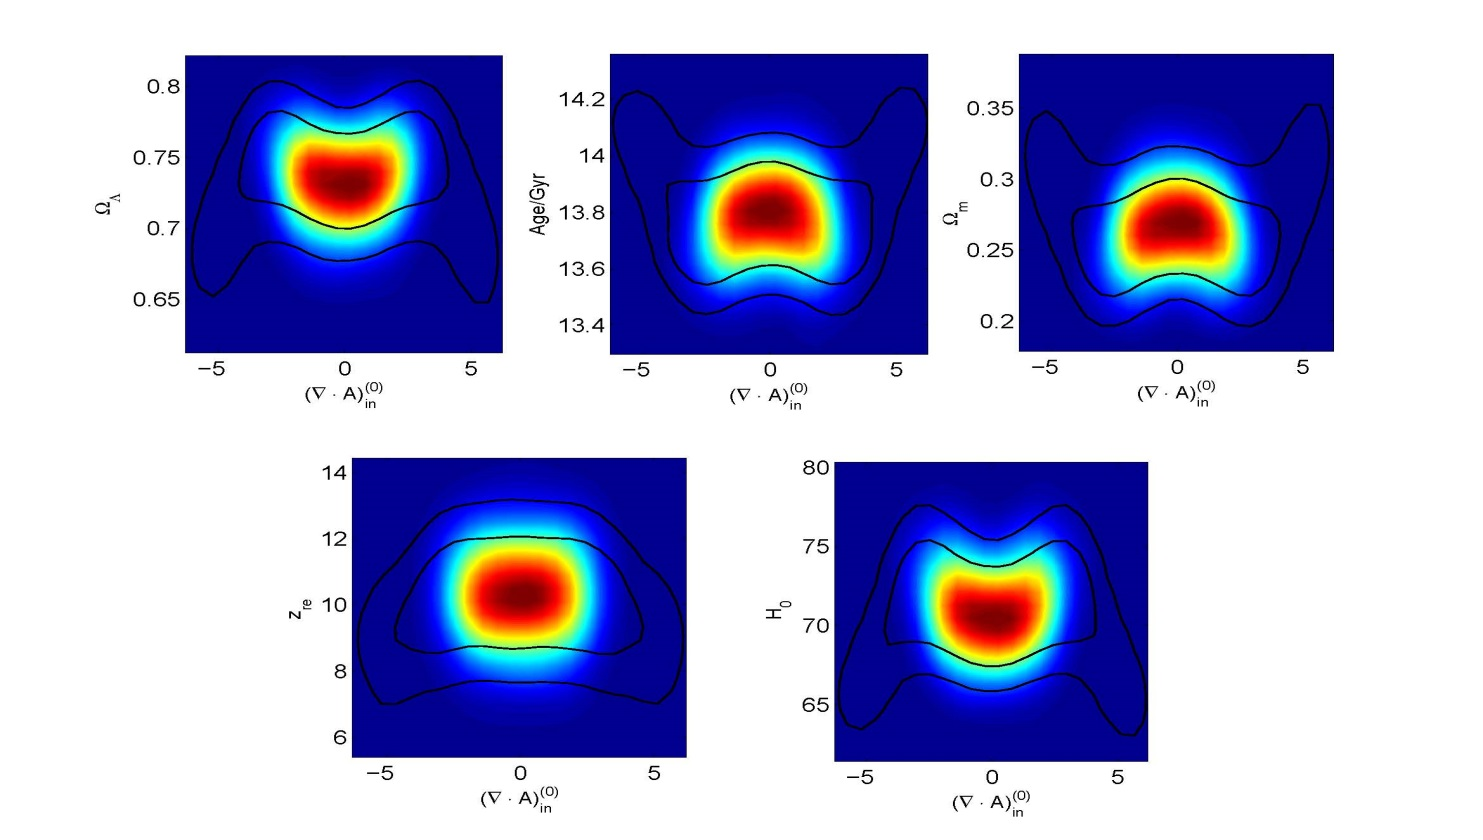 0.8
0.75
0.7
0.65
Ω_Λ
−5 0 5
(∇ · A)_in^(0)
14.2
14
13.8
13.6
13.4
Age/Gyr
−5 0 5
(∇ · A)_in^(0)
0.35
0.3
0.25
0.2
Ω_m
−5 0 5
(∇ · A)_in^(0)
14
12
10
8
6
z_re
−5 0 5
(∇ · A)_in^(0)
80
75
70
65
H_0
−5 0 5
(∇ · A)_in^(0)